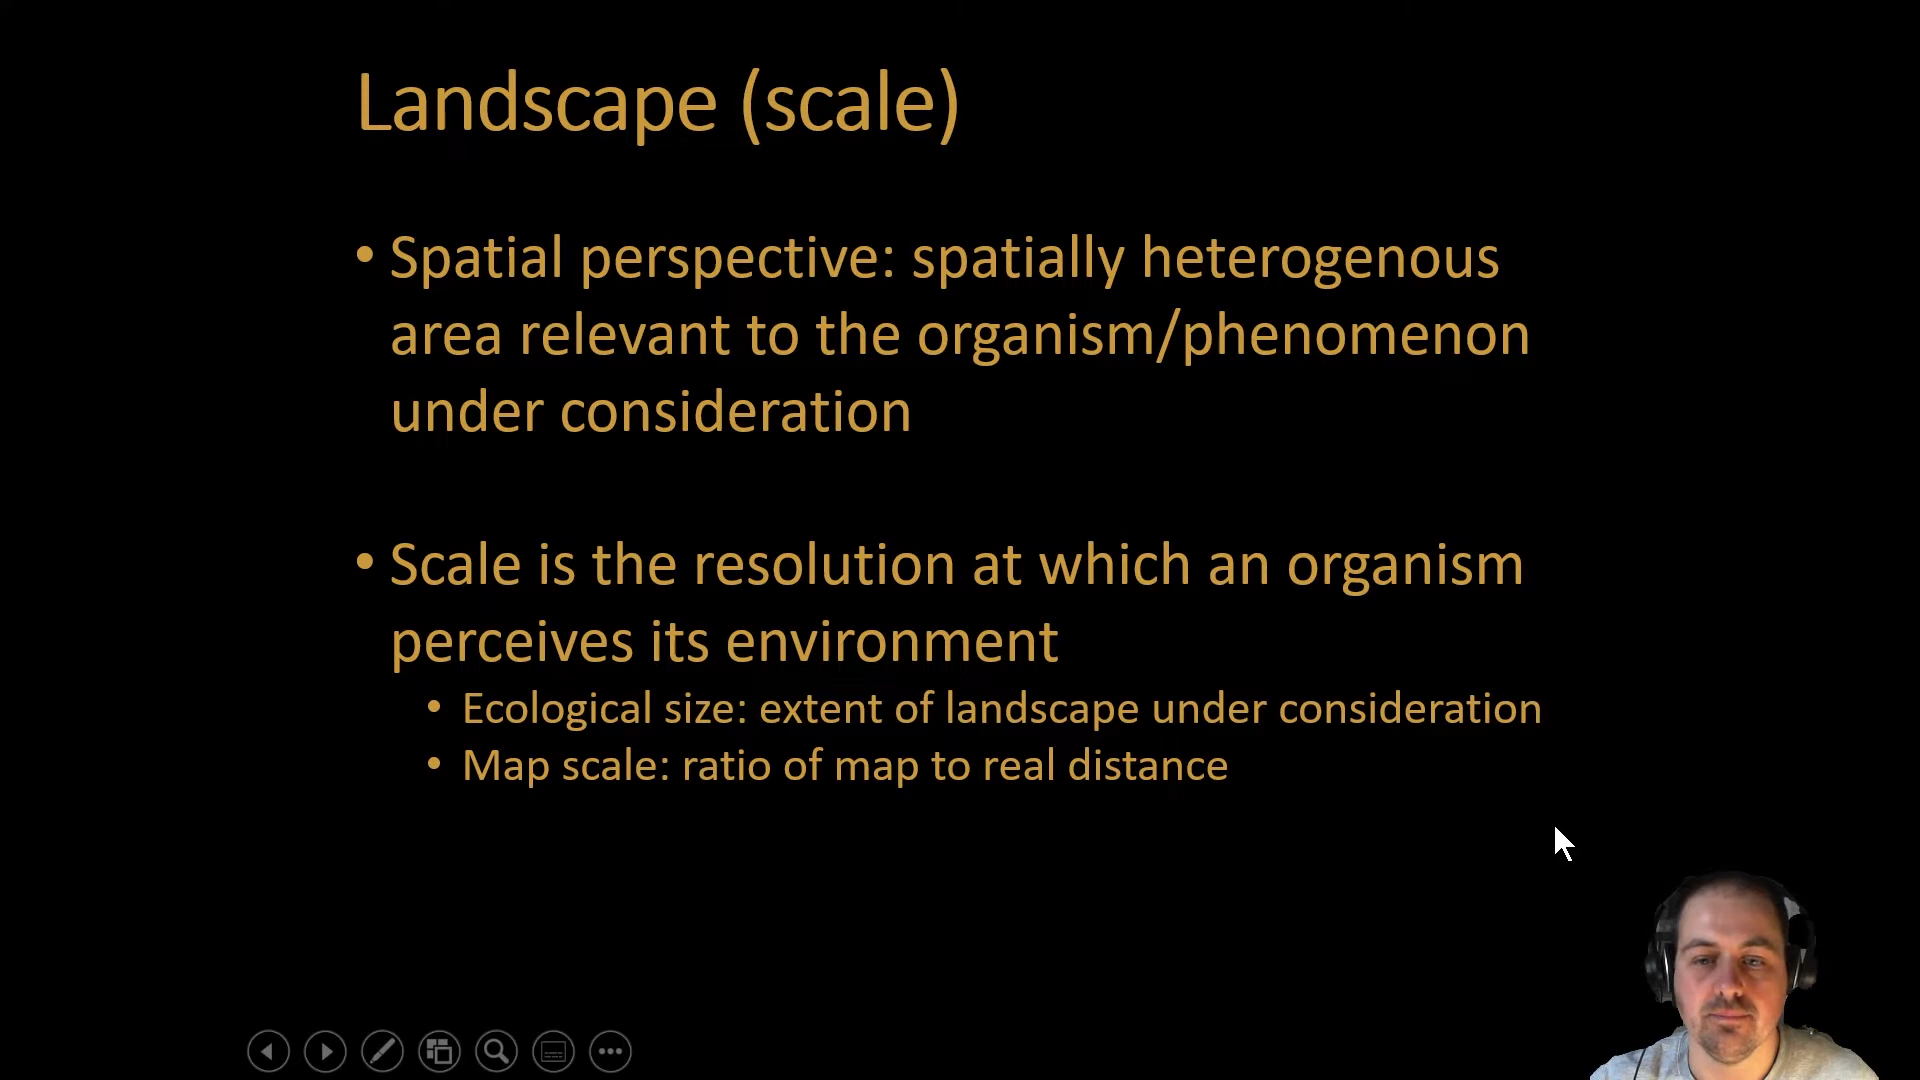 Landscape (scale)
• Spatial perspective: spatially heterogenous
area relevant to the organism/phenomenon
under consideration
• Scale is the resolution at which an organism
perceives its environment
• Ecological size: extent of landscape under consideration
• Map scale: ratio of map to real distance